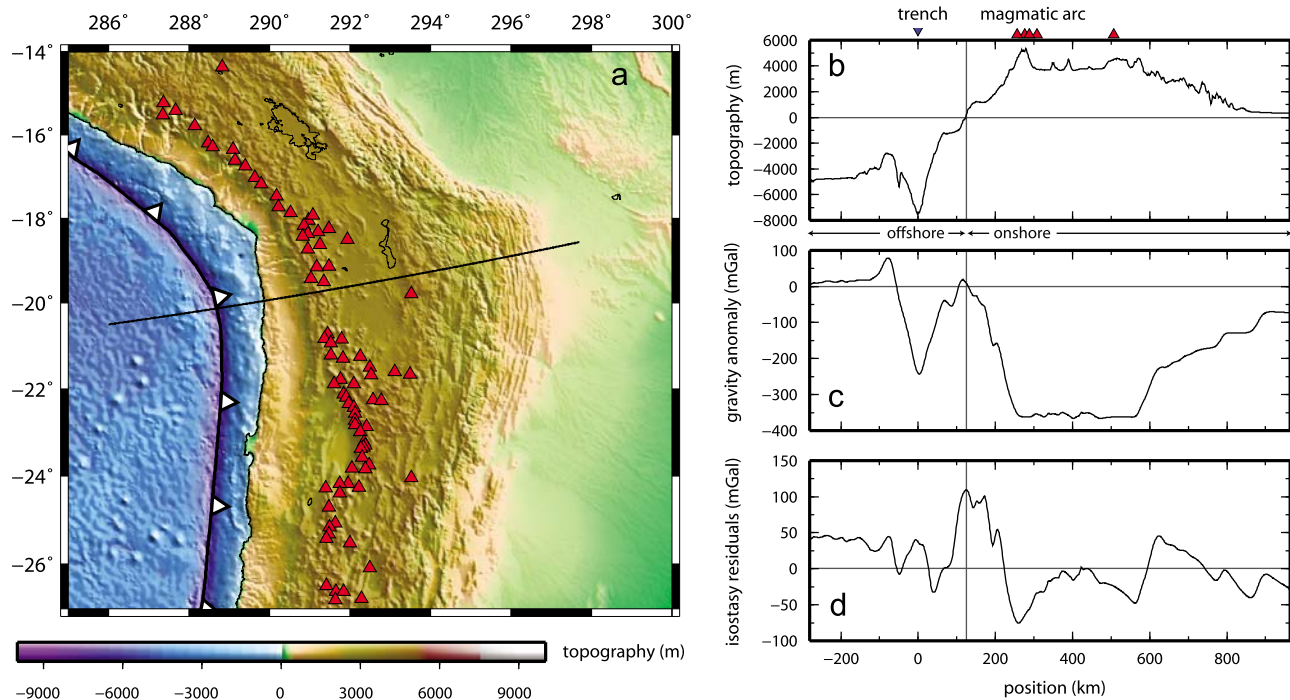 286˚ 288˚ 290˚ 292˚ 294˚ 296˚ 298˚ 300˚
−14˚
−16˚
−18˚
−20˚
−22˚
−24˚
−26˚
a
topography (m)
−9000 −6000 −3000 0 3000 6000 9000
trench magmatic arc
b
topography (m)
6000
4000
2000
0
−2000
−4000
−6000
−8000
offshore onshore
c
gravity anomaly (mGal)
100
0
−100
−200
−300
−400
d
isostasy residuals (mGal)
150
100
50
0
−50
−100
−200 0 200 400 600 800
position (km)